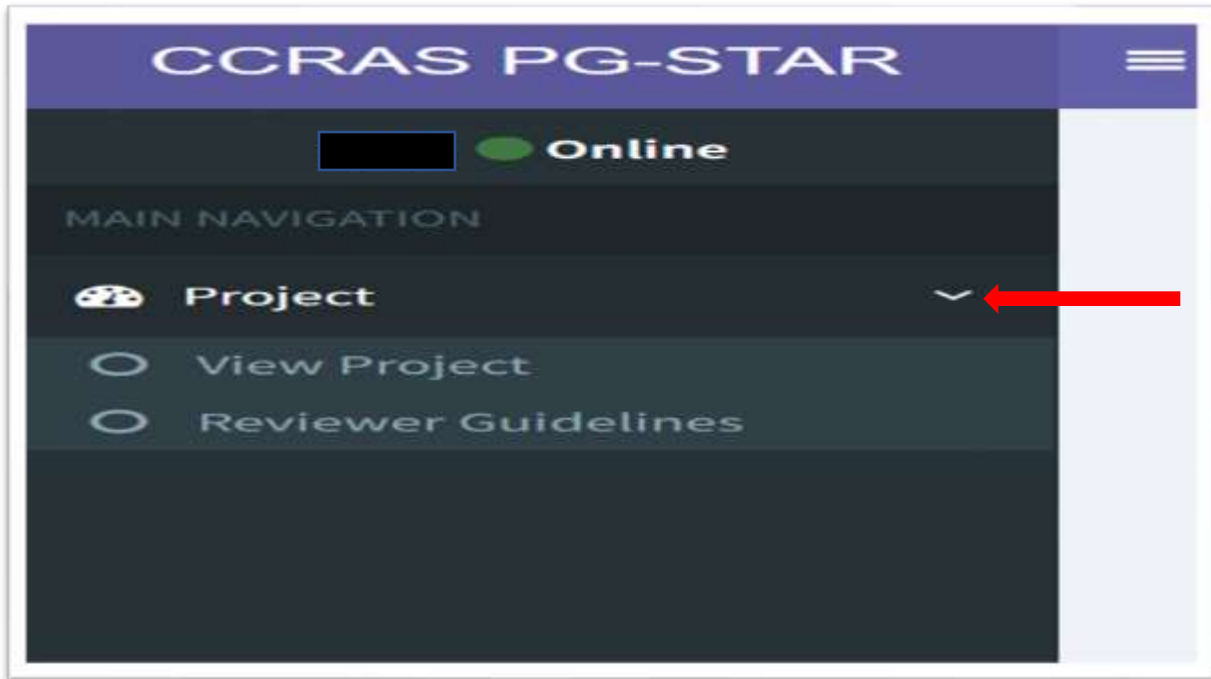 CCRAS PG-STAR
Online
MAIN NAVIGATION
Project
View Project
Reviewer Guidelines